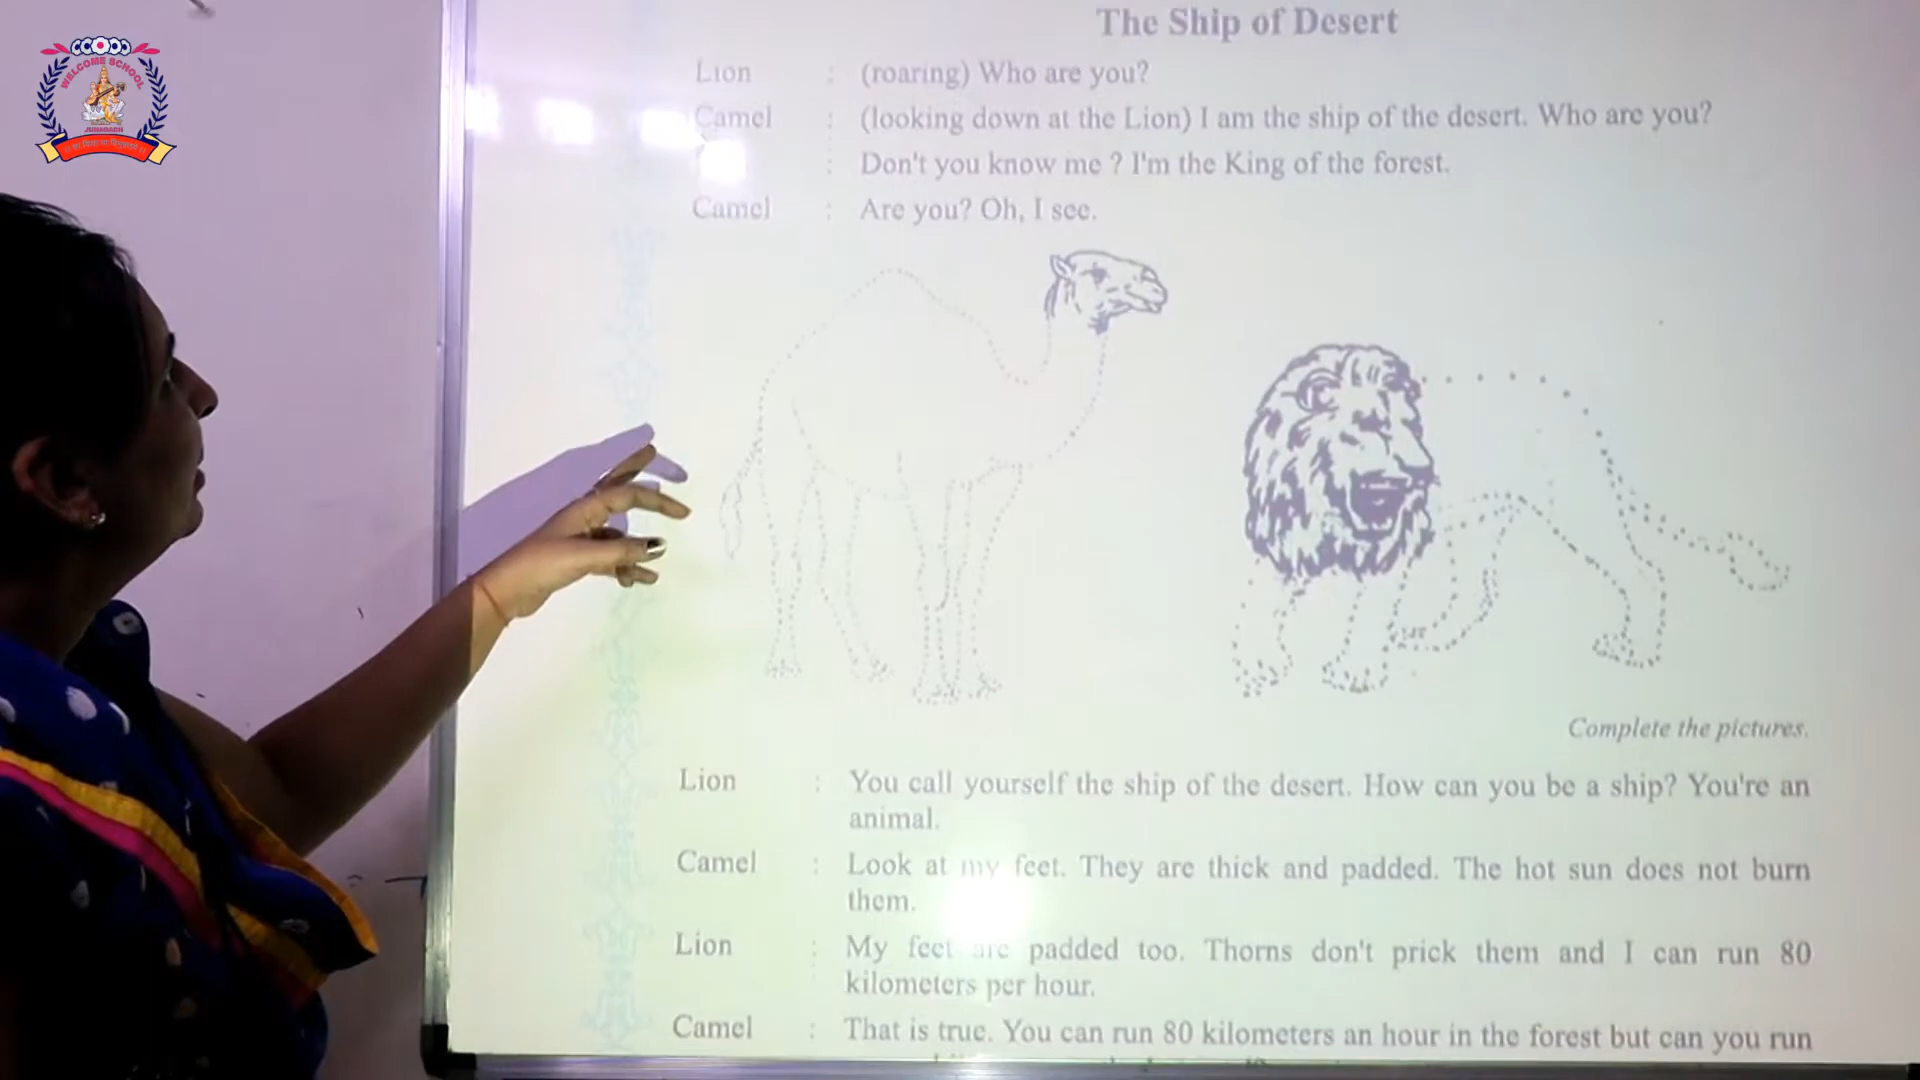 WELCOME SCHOOL
JUNAGADH
The Ship of Desert
Lion : (roaring) Who are you?
Camel : (looking down at the Lion) I am the ship of the desert. Who are you?
: Don't you know me ? I'm the King of the forest.
Camel : Are you? Oh, I see.
Complete the pictures.
Lion : You call yourself the ship of the desert. How can you be a ship? You're an
animal.
Camel : Look at my feet. They are thick and padded. The hot sun does not burn
them.
Lion : My feet are padded too. Thorns don't prick them and I can run 80
kilometers per hour.
Camel : That is true. You can run 80 kilometers an hour in the forest but can you run